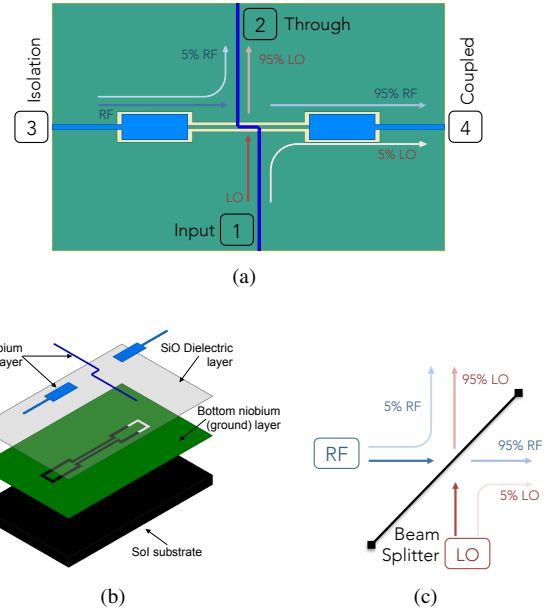 2 Through
5% RF
95% LO
Isolation
Coupled
RF
95% RF
3
4
LO
5% LO
Input 1
(a)
layer
SiO Dielectric
layer
Bottom niobium
(ground) layer
SoI substrate
(b)
95% LO
5% RF
RF
95% RF
5% LO
Beam
Splitter
LO
(c)